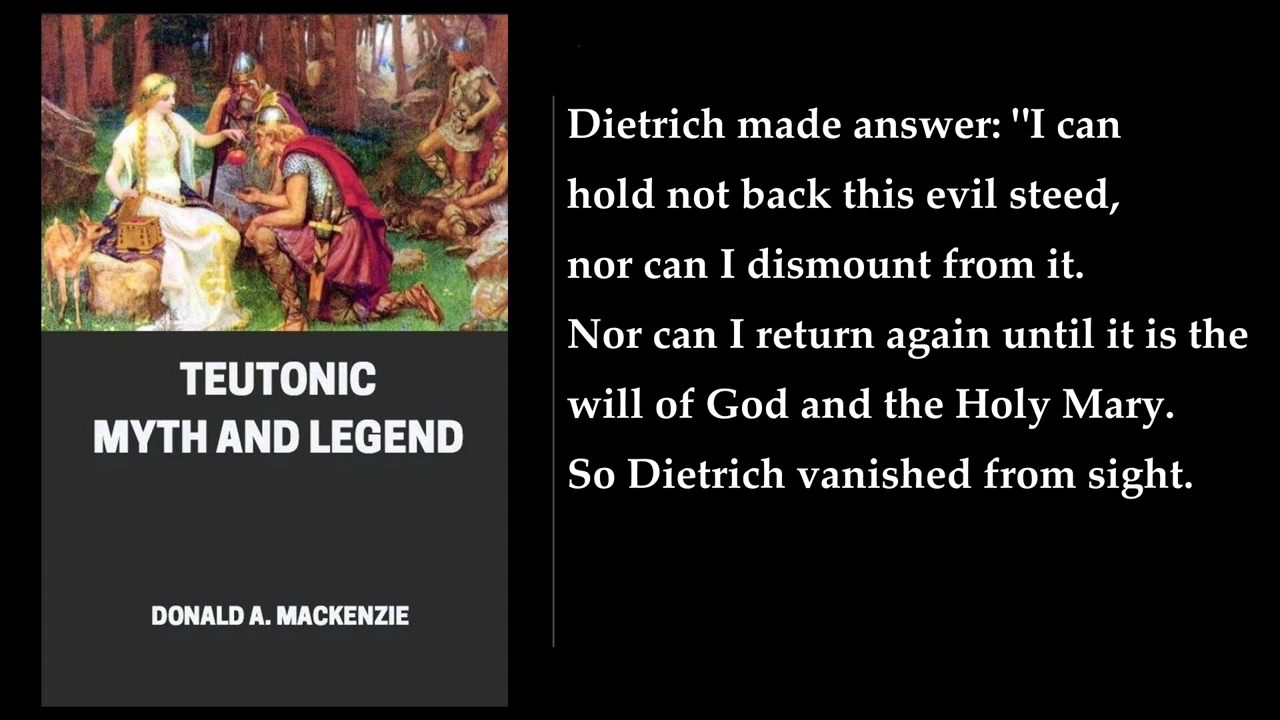 TEUTONIC
MYTH AND LEGEND
DONALD A. MACKENZIE
Dietrich made answer: "I can
hold not back this evil steed,
nor can I dismount from it.
Nor can I return again until it is the
will of God and the Holy Mary.
So Dietrich vanished from sight.